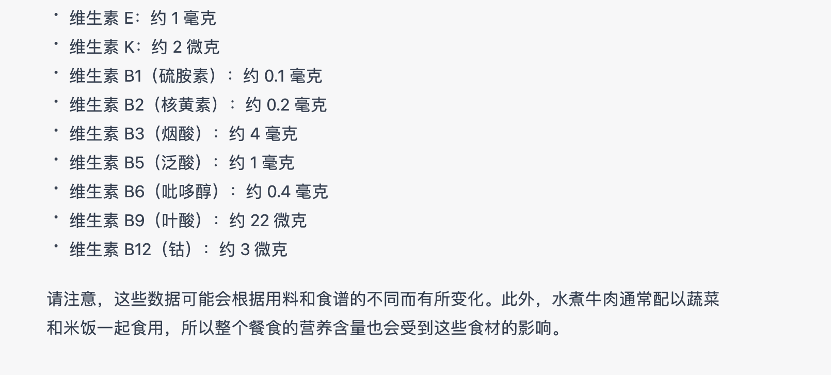 · 维生素 E：约 1 毫克
· 维生素 K：约 2 微克
· 维生素 B1（硫胺素）：约 0.1 毫克
· 维生素 B2（核黄素）：约 0.2 毫克
· 维生素 B3（烟酸）：约 4 毫克
· 维生素 B5（泛酸）：约 1 毫克
· 维生素 B6（吡哆醇）：约 0.4 毫克
· 维生素 B9（叶酸）：约 22 微克
· 维生素 B12（钴）：约 3 微克
请注意，这些数据可能会根据用料和食谱的不同而有所变化。此外，水煮牛肉通常配以蔬菜
和米饭一起食用，所以整个餐食的营养含量也会受到这些食材的影响。